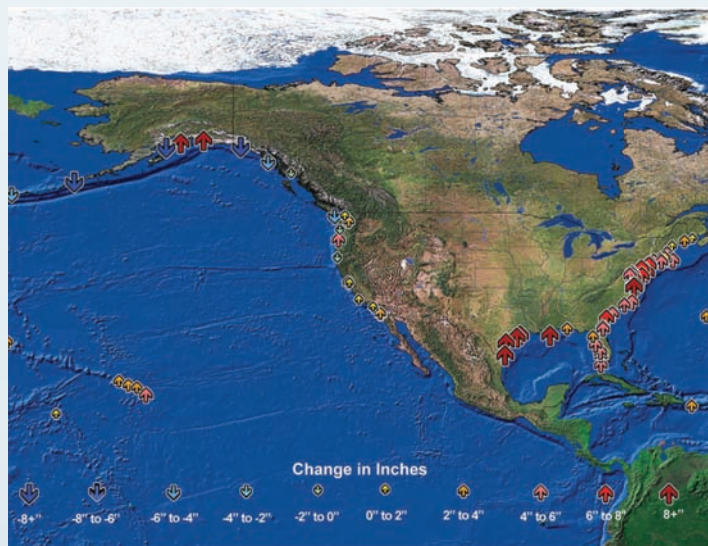 Change in Inches
-8+" -8" to -6" -6" to -4" -4" to -2" -2" to 0" 0" to 2" 2" to 4" 4" to 6" 6" to 8" 8+"